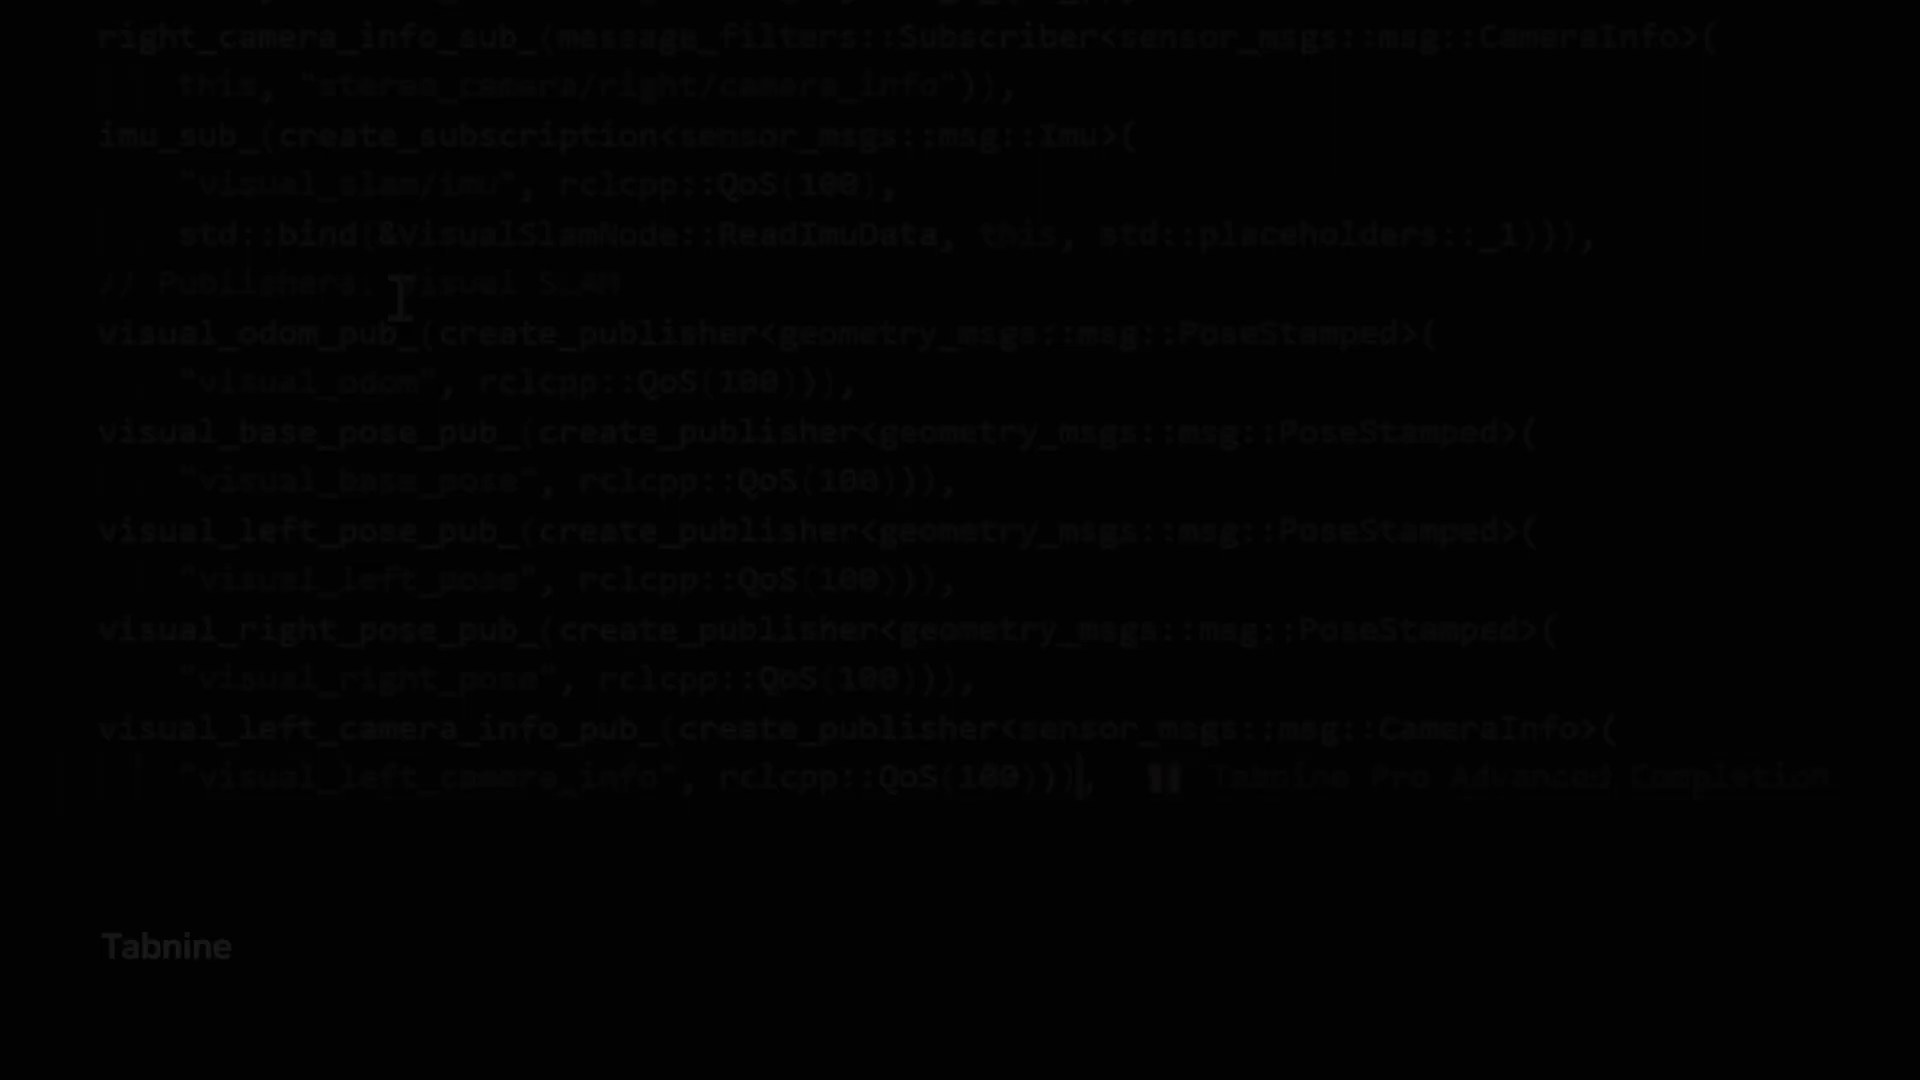 right_camera_info_sub_(message_filters::Subscriber<sensor_msgs::msg::CameraInfo>(
this, "stereo_camera/right/camera_info")),
imu_sub_(create_subscription<sensor_msgs::msg::Imu>(
"visual_slam/imu", rclcpp::QoS(100),
std::bind(&VisualSlamNode::ReadImuData, this, std::placeholders::_1))),
// Publishers: Visual SLAM
visual_odom_pub_(create_publisher<geometry_msgs::msg::PoseStamped>(
"visual_odom", rclcpp::QoS(100))),
visual_base_pose_pub_(create_publisher<geometry_msgs::msg::PoseStamped>(
"visual_base_pose", rclcpp::QoS(100))),
visual_left_pose_pub_(create_publisher<geometry_msgs::msg::PoseStamped>(
"visual_left_pose", rclcpp::QoS(100))),
visual_right_pose_pub_(create_publisher<geometry_msgs::msg::PoseStamped>(
"visual_right_pose", rclcpp::QoS(100))),
visual_left_camera_info_pub_(create_publisher<sensor_msgs::msg::CameraInfo>(
"visual_left_camera_info", rclcpp::QoS(100))), Tabnine Pro Advanced Completion
Tabnine